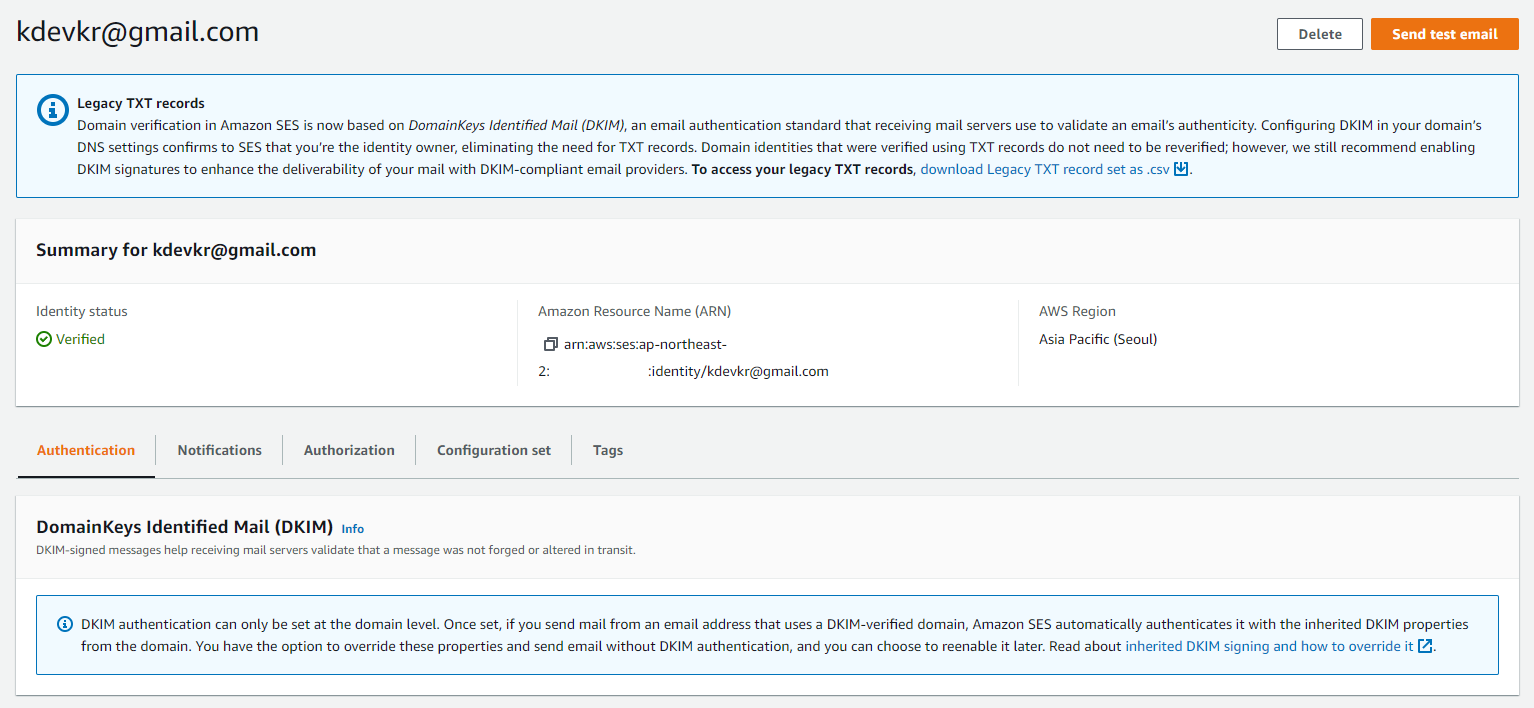 kdevkr@gmail.com
Delete
Send test email
Legacy TXT records
Domain verification in Amazon SES is now based on DomainKeys Identified Mail (DKIM), an email authentication standard that receiving mail servers use to validate an email's authenticity. Configuring DKIM in your domain's
DNS settings confirms to SES that you're the identity owner, eliminating the need for TXT records. Domain identities that were verified using TXT records do not need to be reverified; however, we still recommend enabling
DKIM signatures to enhance the deliverability of your mail with DKIM-compliant email providers. To access your legacy TXT records, download Legacy TXT record set as .csv .
Summary for kdevkr@gmail.com
Identity status
Verified
Amazon Resource Name (ARN)
arn:aws:ses:ap-northeast-
2: :identity/kdevkr@gmail.com
AWS Region
Asia Pacific (Seoul)
Authentication
Notifications
Authorization
Configuration set
Tags
DomainKeys Identified Mail (DKIM) Info
DKIM-signed messages help receiving mail servers validate that a message was not forged or altered in transit.
DKIM authentication can only be set at the domain level. Once set, if you send mail from an email address that uses a DKIM-verified domain, Amazon SES automatically authenticates it with the inherited DKIM properties
from the domain. You have the option to override these properties and send email without DKIM authentication, and you can choose to reenable it later. Read about inherited DKIM signing and how to override it .